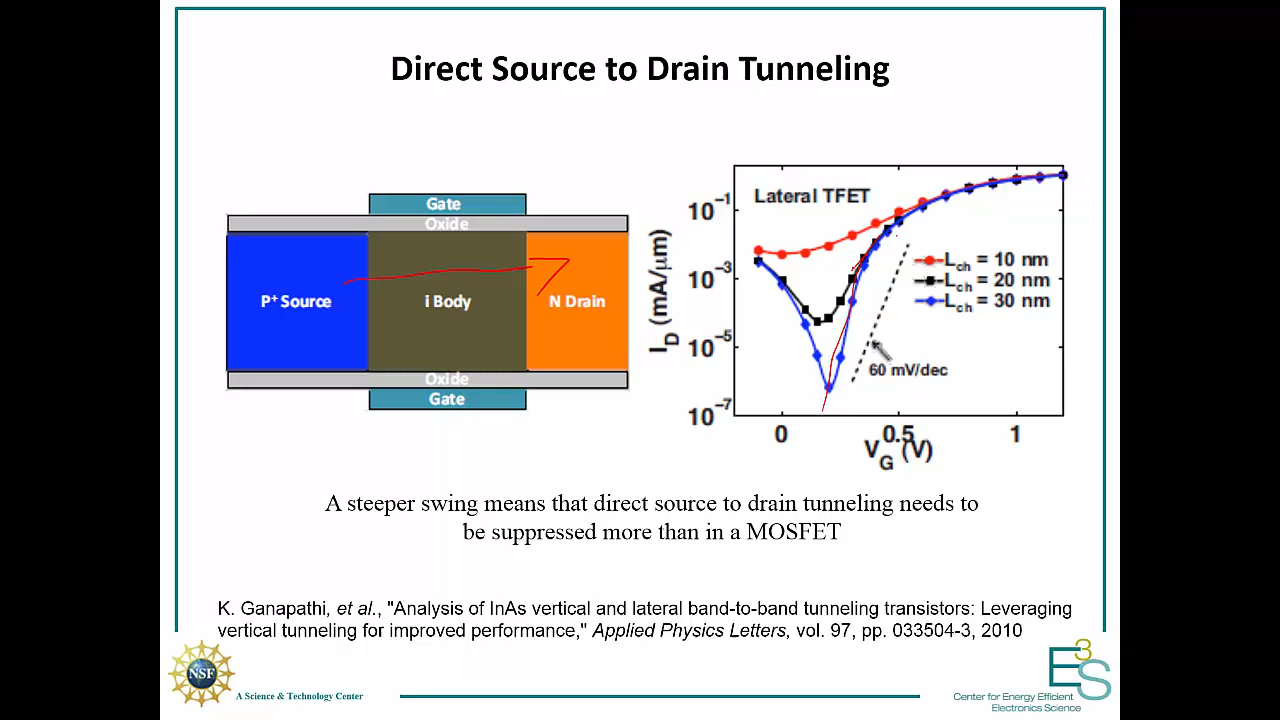 Direct Source to Drain Tunneling
Gate
Oxide
P+ Source
i Body
N Drain
Oxide
Gate
Lateral TFET
10⁻¹
10⁻³
10⁻⁵
10⁻⁷
I_D (mA/μm)
L_ch = 10 nm
L_ch = 20 nm
L_ch = 30 nm
60 mV/dec
0 0.5 1
V_G (V)
A steeper swing means that direct source to drain tunneling needs to
be suppressed more than in a MOSFET
K. Ganapathi, et al., "Analysis of InAs vertical and lateral band-to-band tunneling transistors: Leveraging
vertical tunneling for improved performance," Applied Physics Letters, vol. 97, pp. 033504-3, 2010
NSF
A Science & Technology Center
E3S
Center for Energy Efficient
Electronics Science